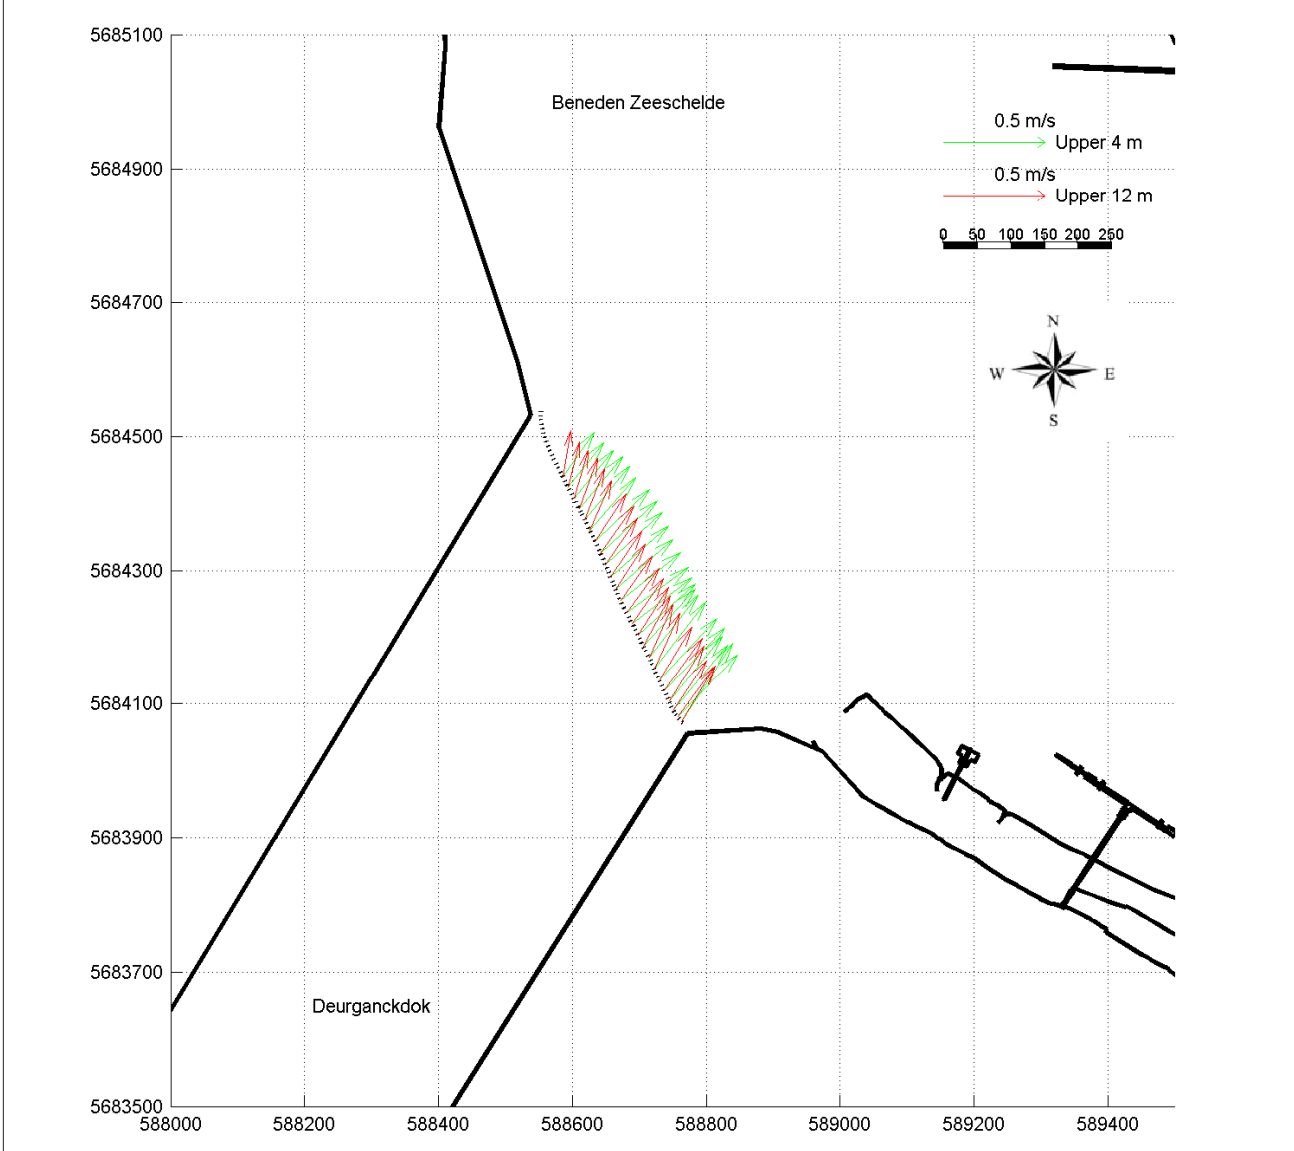 5685100
Beneden Zeeschelde
0.5 m/s
Upper 4 m
5684900
0.5 m/s
Upper 12 m
0 50 100 150 200 250
5684700
N
W E
S
5684500
5684300
5684100
5683900
5683700
Deurganckdok
5683500
588000 588200 588400 588600 588800 589000 589200 589400